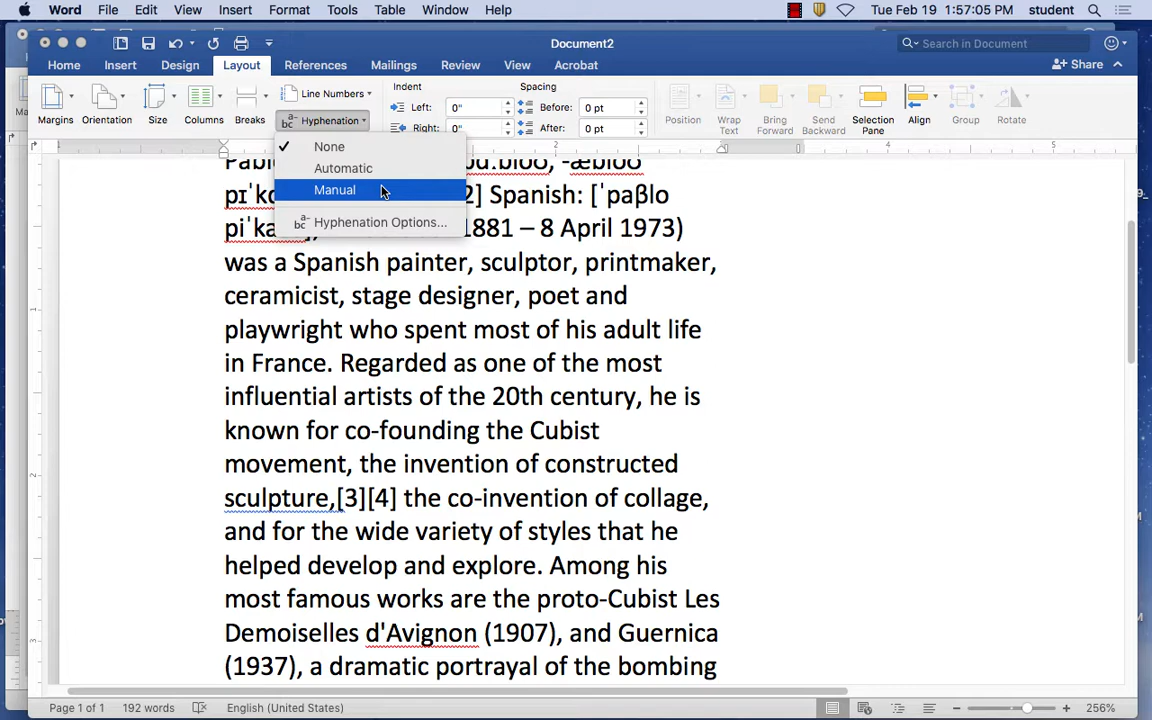 Word File Edit View Insert Format Tools Table Window Help Tue Feb 19 1:57:05 PM student
Document2
Search in Document
Home Insert Design Layout References Mailings Review View Acrobat
Share
Margins Orientation Size Columns Breaks
Line Numbers
Hyphenation
Indent
Left: 0"
Right: 0"
Spacing
Before: 0 pt
After: 0 pt
Position Wrap Text Bring Forward Send Backward Selection Pane Align Group Rotate
None
Automatic
Manual
Hyphenation Options...
2] Spanish: [ˈpaβlo
1881 – 8 April 1973)
was a Spanish painter, sculptor, printmaker,
ceramicist, stage designer, poet and
playwright who spent most of his adult life
in France. Regarded as one of the most
influential artists of the 20th century, he is
known for co-founding the Cubist
movement, the invention of constructed
sculpture,[3][4] the co-invention of collage,
and for the wide variety of styles that he
helped develop and explore. Among his
most famous works are the proto-Cubist Les
Demoiselles d'Avignon (1907), and Guernica
(1937), a dramatic portrayal of the bombing
Page 1 of 1 192 words English (United States) 256%